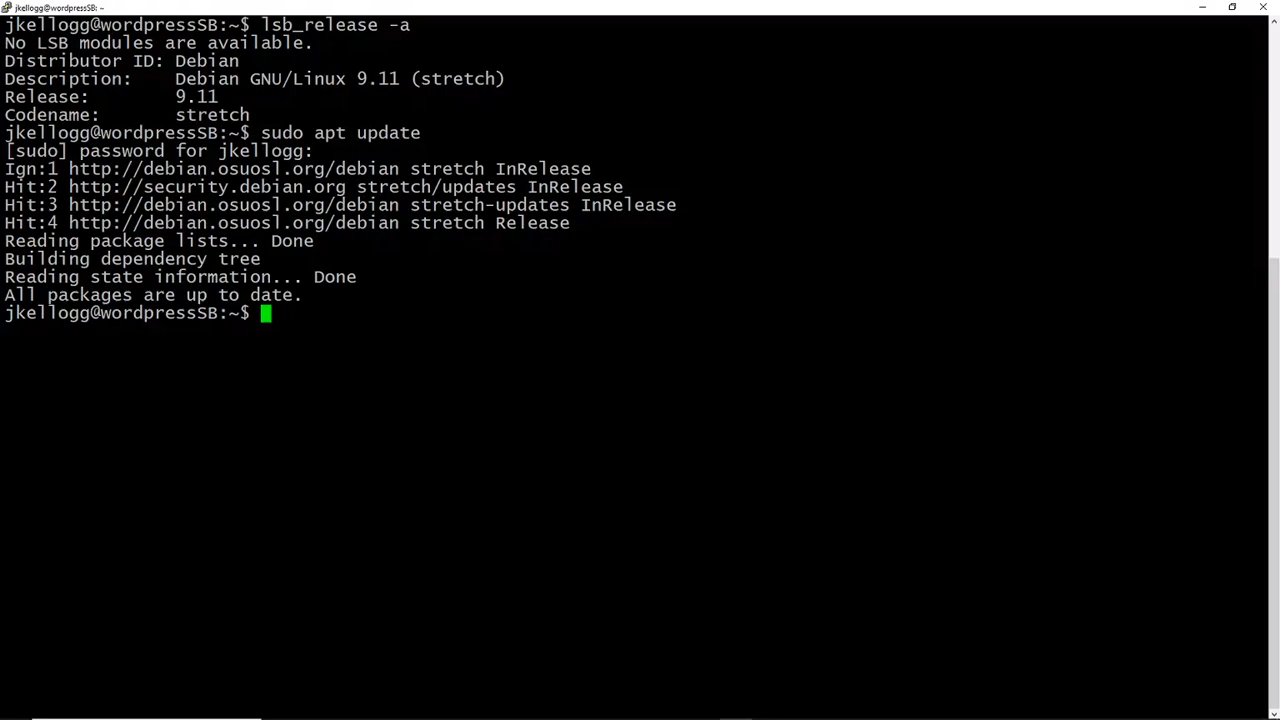 jkellogg@wordpressSB: ~
jkellogg@wordpressSB:~$ lsb_release -a
No LSB modules are available.
Distributor ID: Debian
Description:    Debian GNU/Linux 9.11 (stretch)
Release:        9.11
Codename:       stretch
jkellogg@wordpressSB:~$ sudo apt update
[sudo] password for jkellogg:
Ign:1 http://debian.osuosl.org/debian stretch InRelease
Hit:2 http://security.debian.org stretch/updates InRelease
Hit:3 http://debian.osuosl.org/debian stretch-updates InRelease
Hit:4 http://debian.osuosl.org/debian stretch Release
Reading package lists... Done
Building dependency tree
Reading state information... Done
All packages are up to date.
jkellogg@wordpressSB:~$